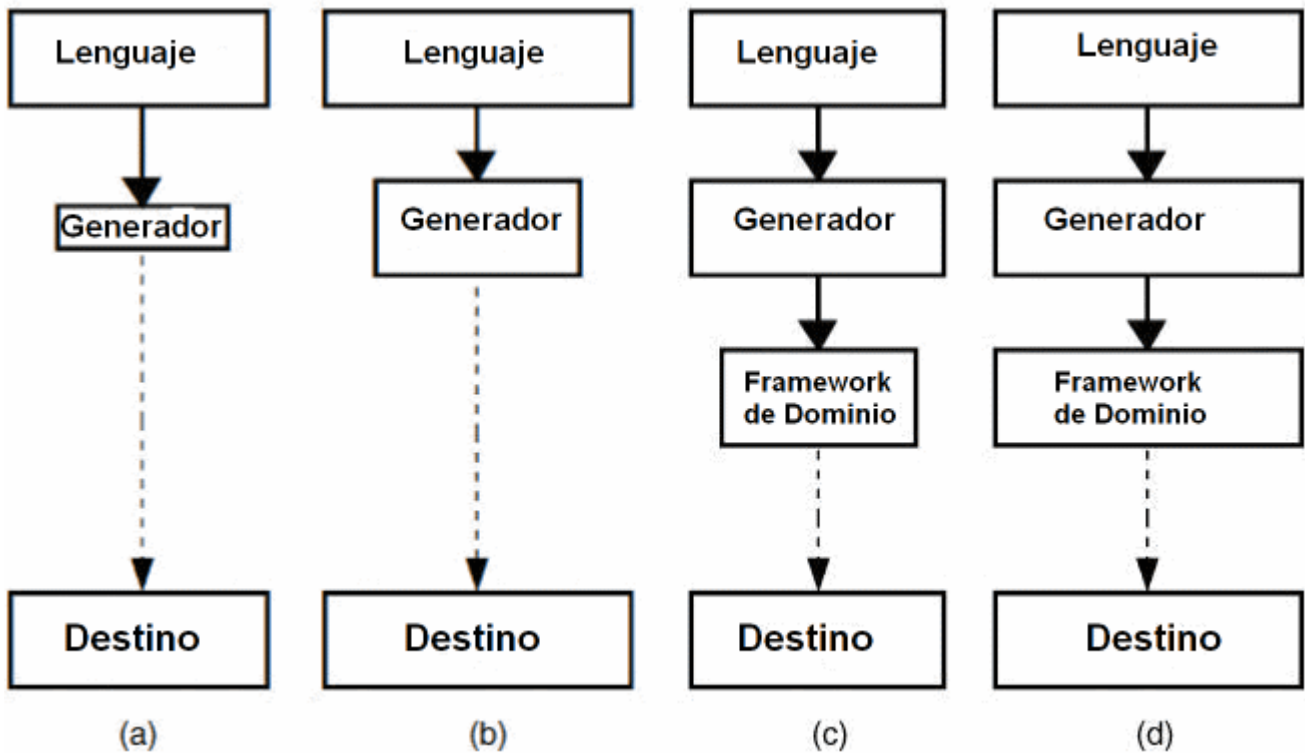 Lenguaje
Generador
Destino
(a)
Lenguaje
Generador
Destino
(b)
Lenguaje
Generador
Framework
de Dominio
Destino
(c)
Lenguaje
Generador
Framework
de Dominio
Destino
(d)